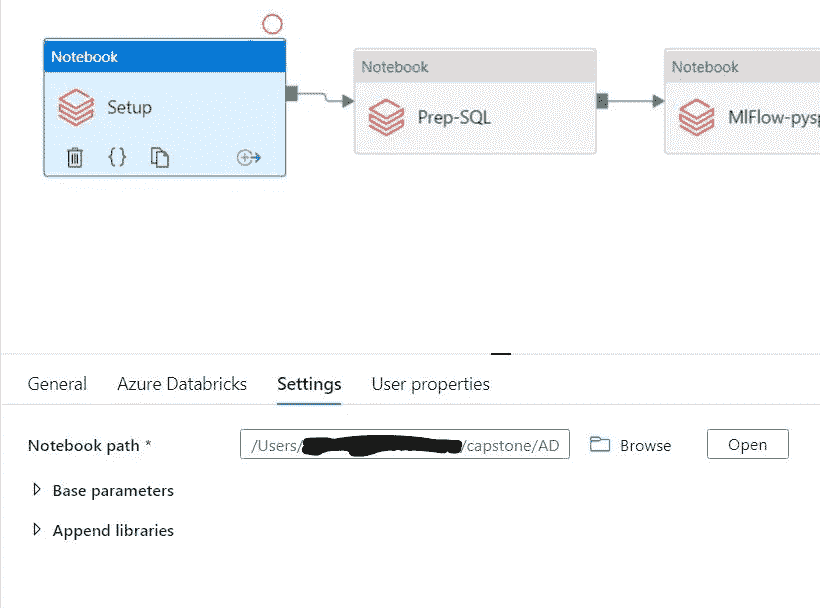 Notebook
Notebook
Notebook
Setup
Prep-SQL
MlFlow-pysp
{}
General Azure Databricks Settings User properties
Notebook path * /Users/ /capstone/AD Browse Open
Base parameters
Append libraries